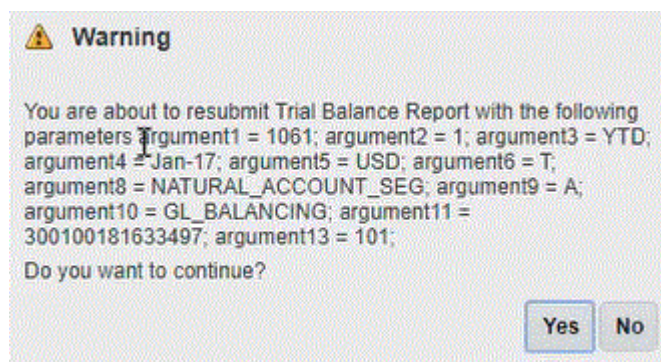 Warning
You are about to resubmit Trial Balance Report with the following
parameters argument1 = 1061; argument2 = 1; argument3 = YTD;
argument4 = Jan-17; argument5 = USD; argument6 = T;
argument8 = NATURAL_ACCOUNT_SEG; argument9 = A;
argument10 = GL_BALANCING; argument11 =
300100181633497; argument13 = 101;
Do you want to continue?
Yes No